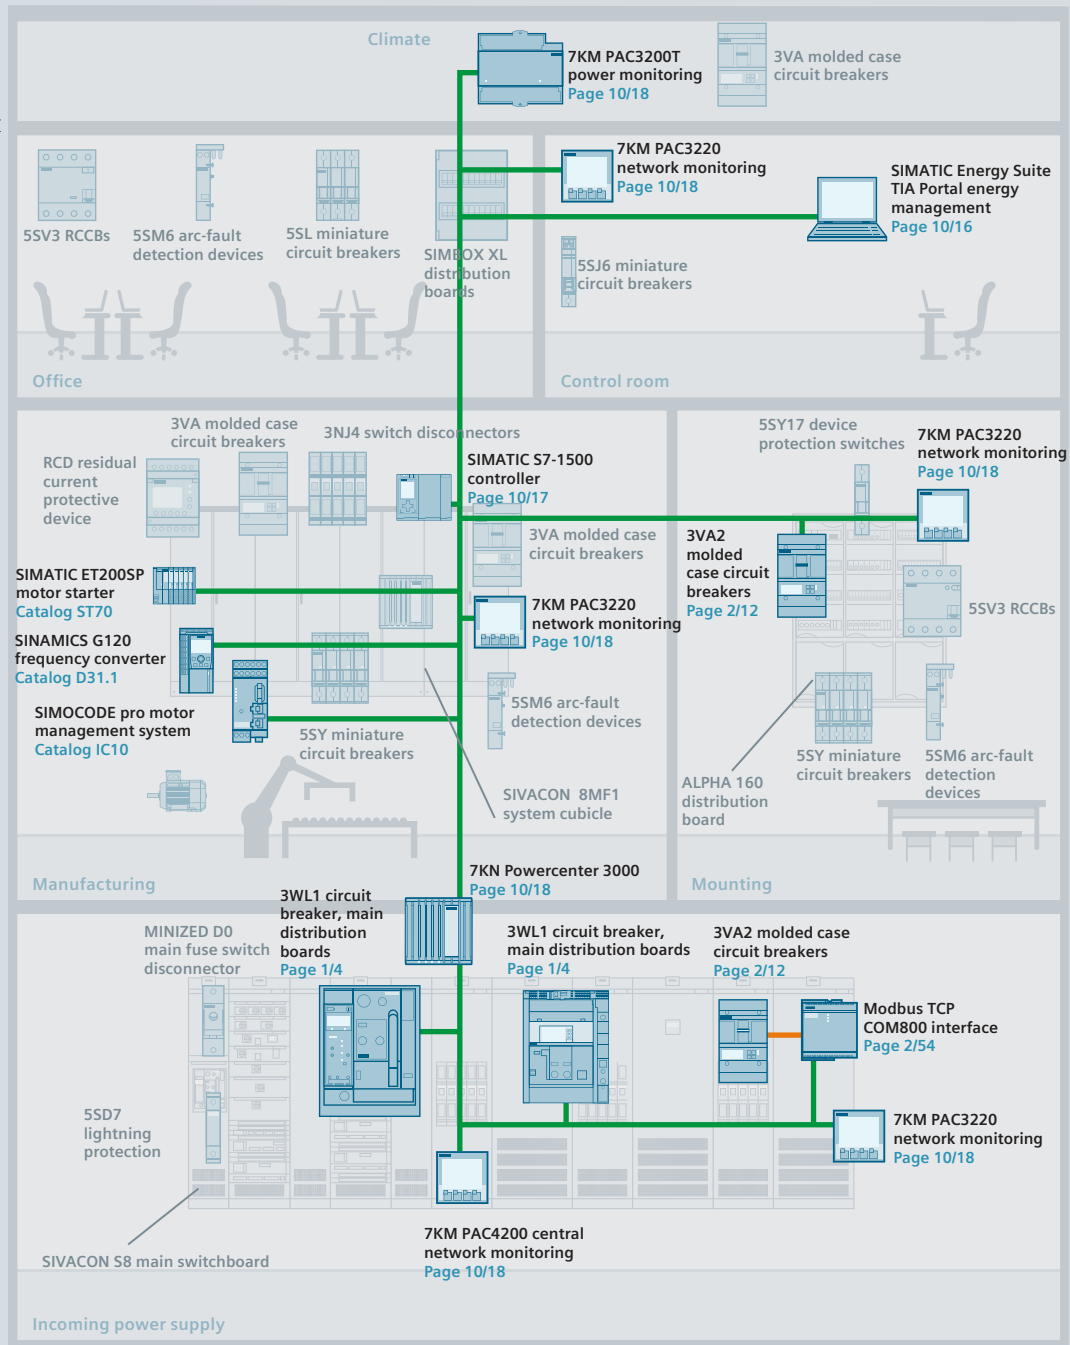 Climate
7KM PAC3200T
power monitoring
Page 10/18
3VA molded case
circuit breakers
5SV3 RCCBs
5SM6 arc-fault
detection devices
5SL miniature
circuit breakers
SIMBOX XL
distribution
boards
Office
7KM PAC3220
network monitoring
Page 10/18
SIMATIC Energy Suite
TIA Portal energy
management
Page 10/16
5SJ6 miniature
circuit breakers
Control room
3VA molded case
circuit breakers
3NJ4 switch disconnectors
RCD residual
current
protective
device
SIMATIC S7-1500
controller
Page 10/17
3VA molded case
circuit breakers
SIMATIC ET200SP
motor starter
Catalog ST70
7KM PAC3220
network monitoring
Page 10/18
SINAMICS G120
frequency converter
Catalog D31.1
SIMOCODE pro motor
management system
Catalog IC10
5SY miniature
circuit breakers
5SM6 arc-fault
detection devices
SIVACON 8MF1
system cubicle
Manufacturing
5SY17 device
protection switches
7KM PAC3220
network monitoring
Page 10/18
3VA2
molded
case circuit
breakers
Page 2/12
5SV3 RCCBs
5SY miniature
circuit breakers
5SM6 arc-fault
detection
devices
ALPHA 160
distribution
board
Mounting
7KN Powercenter 3000
Page 10/18
3WL1 circuit
breaker, main
distribution
boards
Page 1/4
MINIZED D0
main fuse switch
disconnector
3WL1 circuit breaker,
main distribution boards
Page 1/4
3VA2 molded case
circuit breakers
Page 2/12
Modbus TCP
COM800 interface
Page 2/54
5SD7
lightning
protection
7KM PAC3220
network monitoring
Page 10/18
7KM PAC4200 central
network monitoring
Page 10/18
SIVACON S8 main switchboard
Incoming power supply